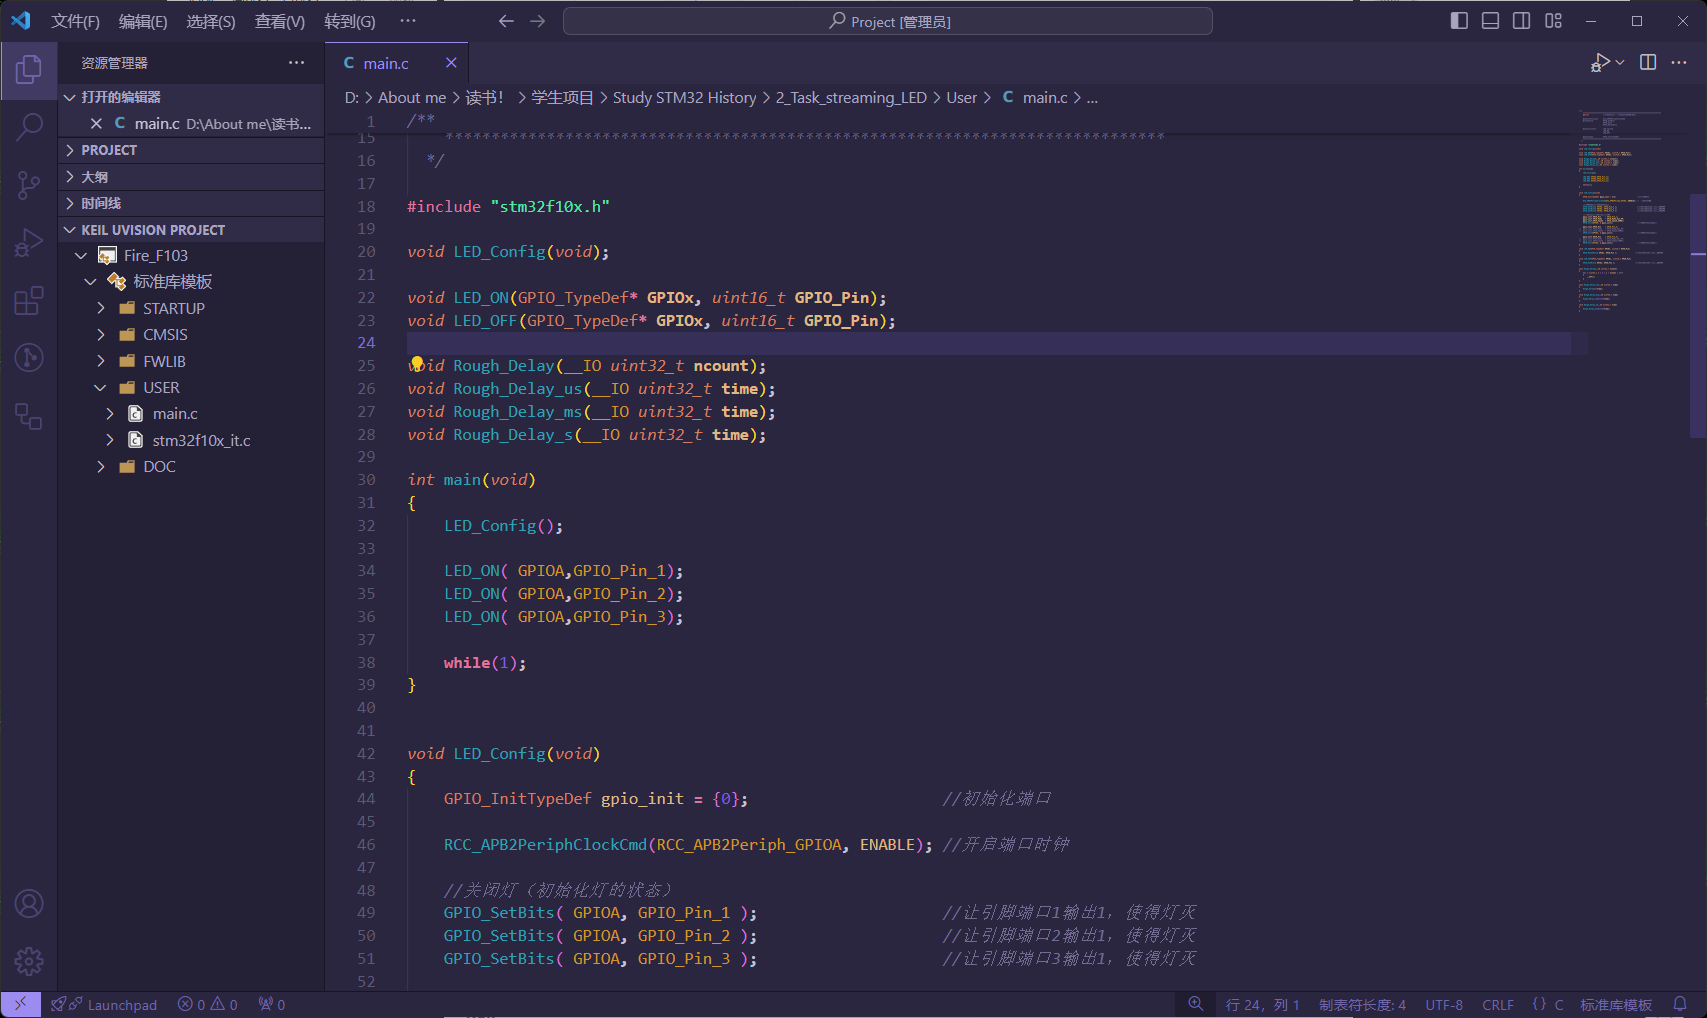 文件(F) 编辑(E) 选择(S) 查看(V) 转到(G) ··· Project [管理员]
资源管理器 ···
打开的编辑器
main.c D:\About me\读书...
PROJECT
大纲
时间线
KEIL UVISION PROJECT
Fire_F103
标准库模板
STARTUP
CMSIS
FWLIB
USER
main.c
stm32f10x_it.c
DOC
C main.c
D: > About me > 读书! > 学生项目 > Study STM32 History > 2_Task_streaming_LED > User > C main.c > ...
1 /**
15 ******************************************************************************
16 */
17
18 #include "stm32f10x.h"
19
20 void LED_Config(void);
21
22 void LED_ON(GPIO_TypeDef* GPIOx, uint16_t GPIO_Pin);
23 void LED_OFF(GPIO_TypeDef* GPIOx, uint16_t GPIO_Pin);
24
25 void Rough_Delay(__IO uint32_t ncount);
26 void Rough_Delay_us(__IO uint32_t time);
27 void Rough_Delay_ms(__IO uint32_t time);
28 void Rough_Delay_s(__IO uint32_t time);
29
30 int main(void)
31 {
32 LED_Config();
33
34 LED_ON( GPIOA,GPIO_Pin_1);
35 LED_ON( GPIOA,GPIO_Pin_2);
36 LED_ON( GPIOA,GPIO_Pin_3);
37
38 while(1);
39 }
40
41
42 void LED_Config(void)
43 {
44 GPIO_InitTypeDef gpio_init = {0}; //初始化端口
45
46 RCC_APB2PeriphClockCmd(RCC_APB2Periph_GPIOA, ENABLE); //开启端口时钟
47
48 //关闭灯（初始化灯的状态）
49 GPIO_SetBits( GPIOA, GPIO_Pin_1 ); //让引脚端口1输出1，使得灯灭
50 GPIO_SetBits( GPIOA, GPIO_Pin_2 ); //让引脚端口2输出1，使得灯灭
51 GPIO_SetBits( GPIOA, GPIO_Pin_3 ); //让引脚端口3输出1，使得灯灭
52
Launchpad 0 0 0 行 24，列 1 制表符长度: 4 UTF-8 CRLF {} C 标准库模板